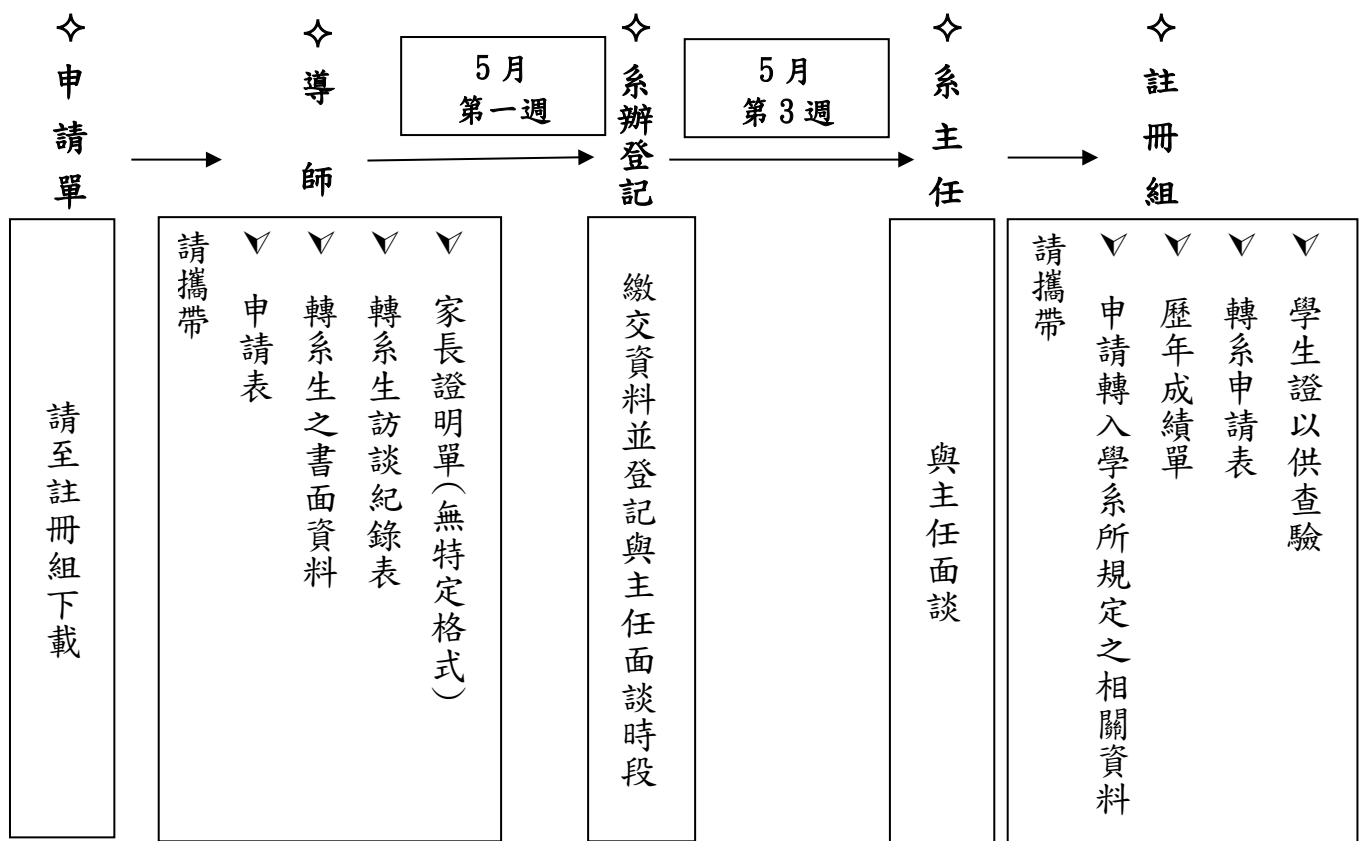 ✧申請單
✧導師
5 月
第一週
✧系辦登記
5 月
第 3 週
✧系主任
✧註冊組
請至註冊組下載
請攜帶
申請表
轉系生之書面資料
轉系生訪談紀錄表
家長證明單(無特定格式)
繳交資料並登記與主任面談時段
與主任面談
請攜帶
申請轉入學系所規定之相關資料
歷年成績單
轉系申請表
學生證以供查驗